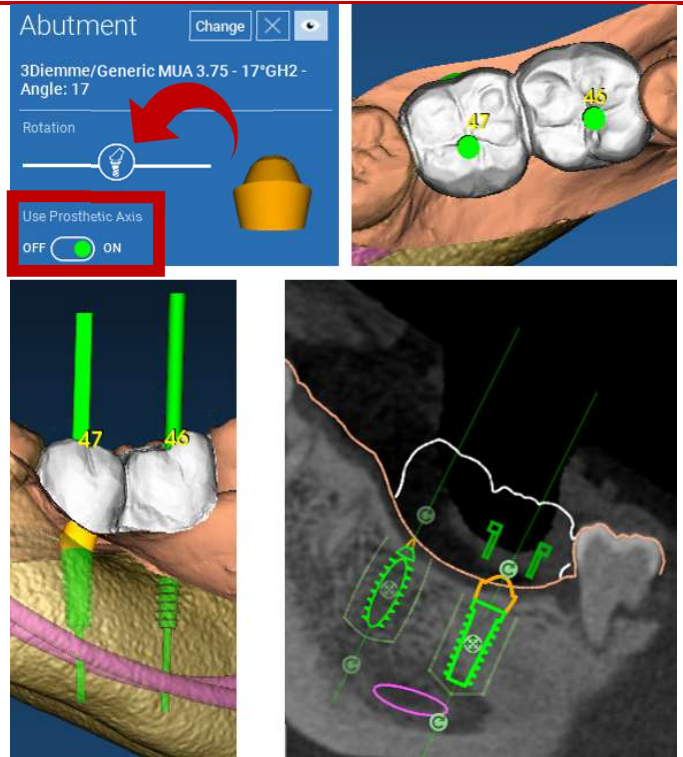 Abutment
Change
3Diemme/Generic MUA 3.75 - 17°GH2 -
Angle: 17
Rotation
Use Prosthetic Axis
OFF ON
47
46
47
46